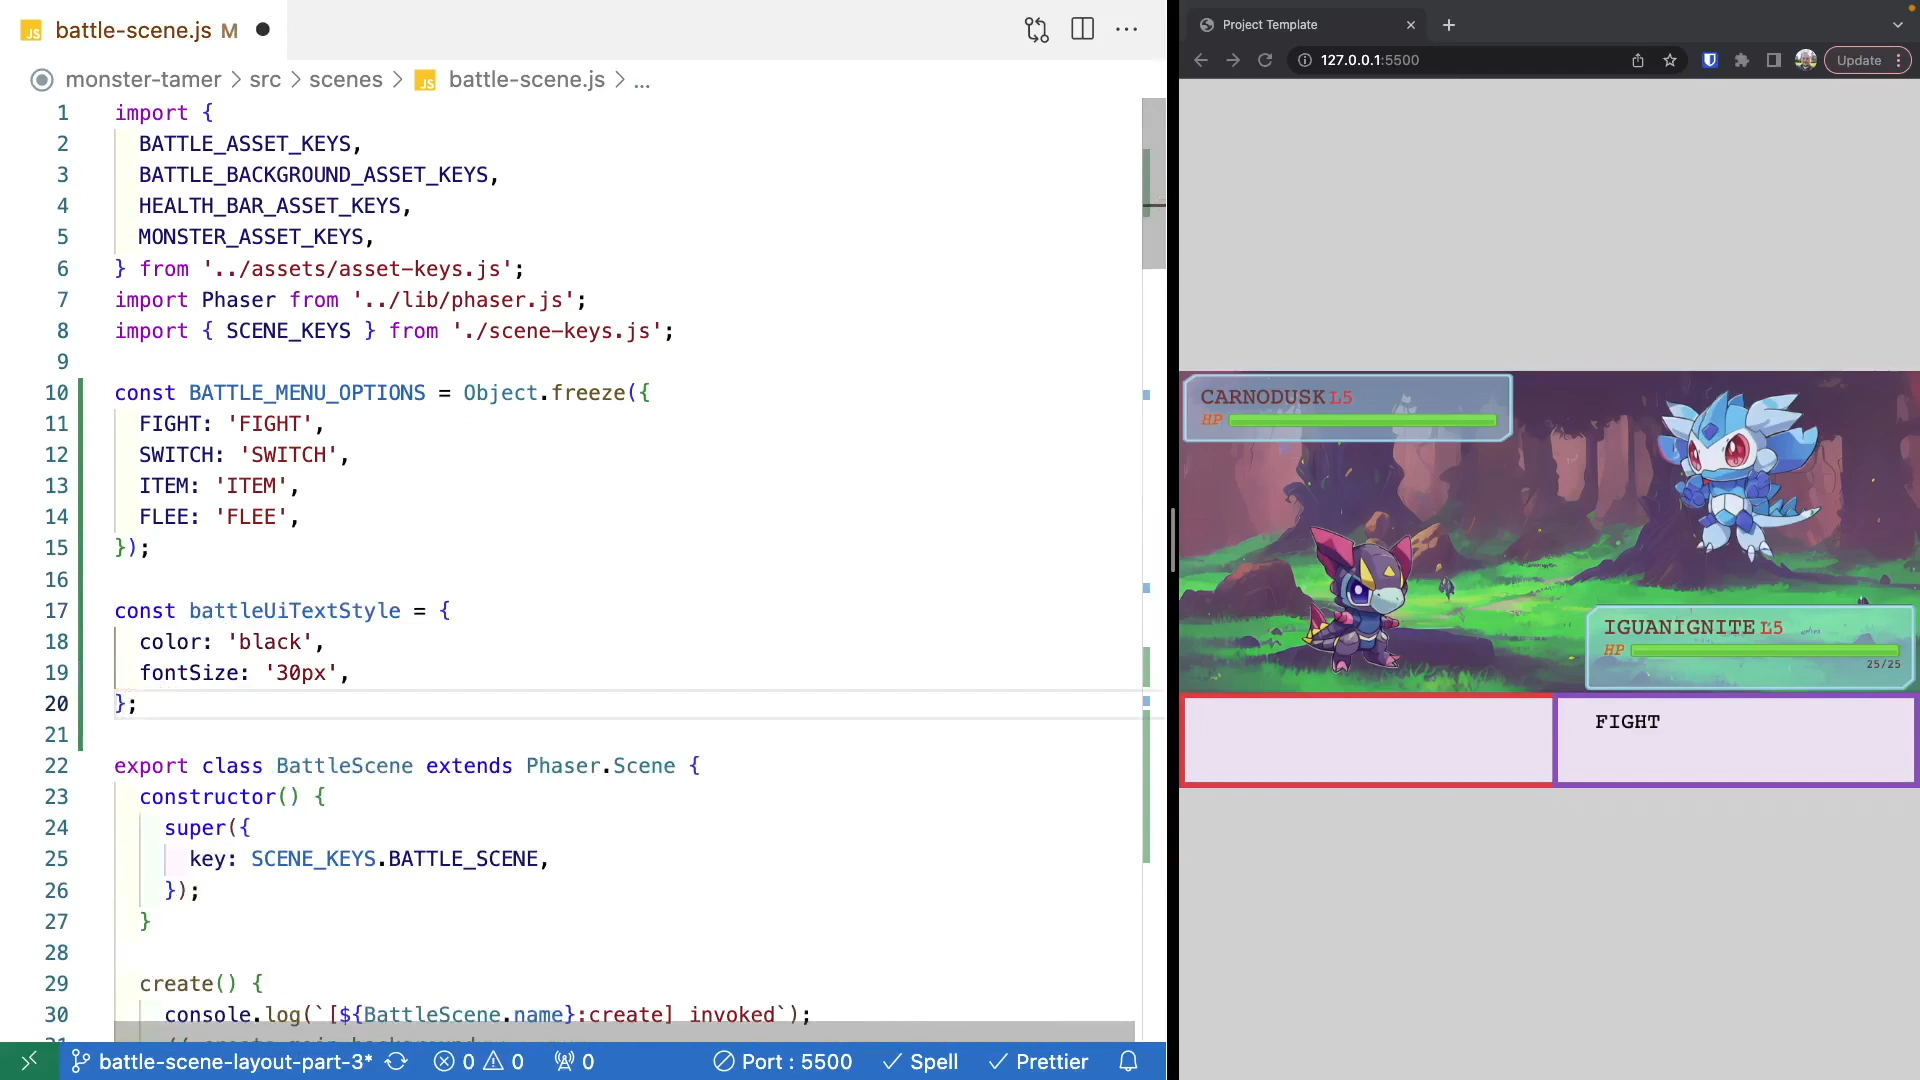 JS battle-scene.js M
monster-tamer > src > scenes > JS battle-scene.js > ...
1 import {
2 BATTLE_ASSET_KEYS,
3 BATTLE_BACKGROUND_ASSET_KEYS,
4 HEALTH_BAR_ASSET_KEYS,
5 MONSTER_ASSET_KEYS,
6 } from '../assets/asset-keys.js';
7 import Phaser from '../lib/phaser.js';
8 import { SCENE_KEYS } from './scene-keys.js';
9
10 const BATTLE_MENU_OPTIONS = Object.freeze({
11 FIGHT: 'FIGHT',
12 SWITCH: 'SWITCH',
13 ITEM: 'ITEM',
14 FLEE: 'FLEE',
15 });
16
17 const battleUiTextStyle = {
18 color: 'black',
19 fontSize: '30px',
20 };
21
22 export class BattleScene extends Phaser.Scene {
23 constructor() {
24 super({
25 key: SCENE_KEYS.BATTLE_SCENE,
26 });
27 }
28
29 create() {
30 console.log(`[${BattleScene.name}:create] invoked`);
battle-scene-layout-part-3* 0 0 0 Port : 5500 Spell Prettier
Project Template
127.0.0.1:5500
Update
CARNODUSK L5
HP
IGUANIGNITE L5
HP
25/25
FIGHT